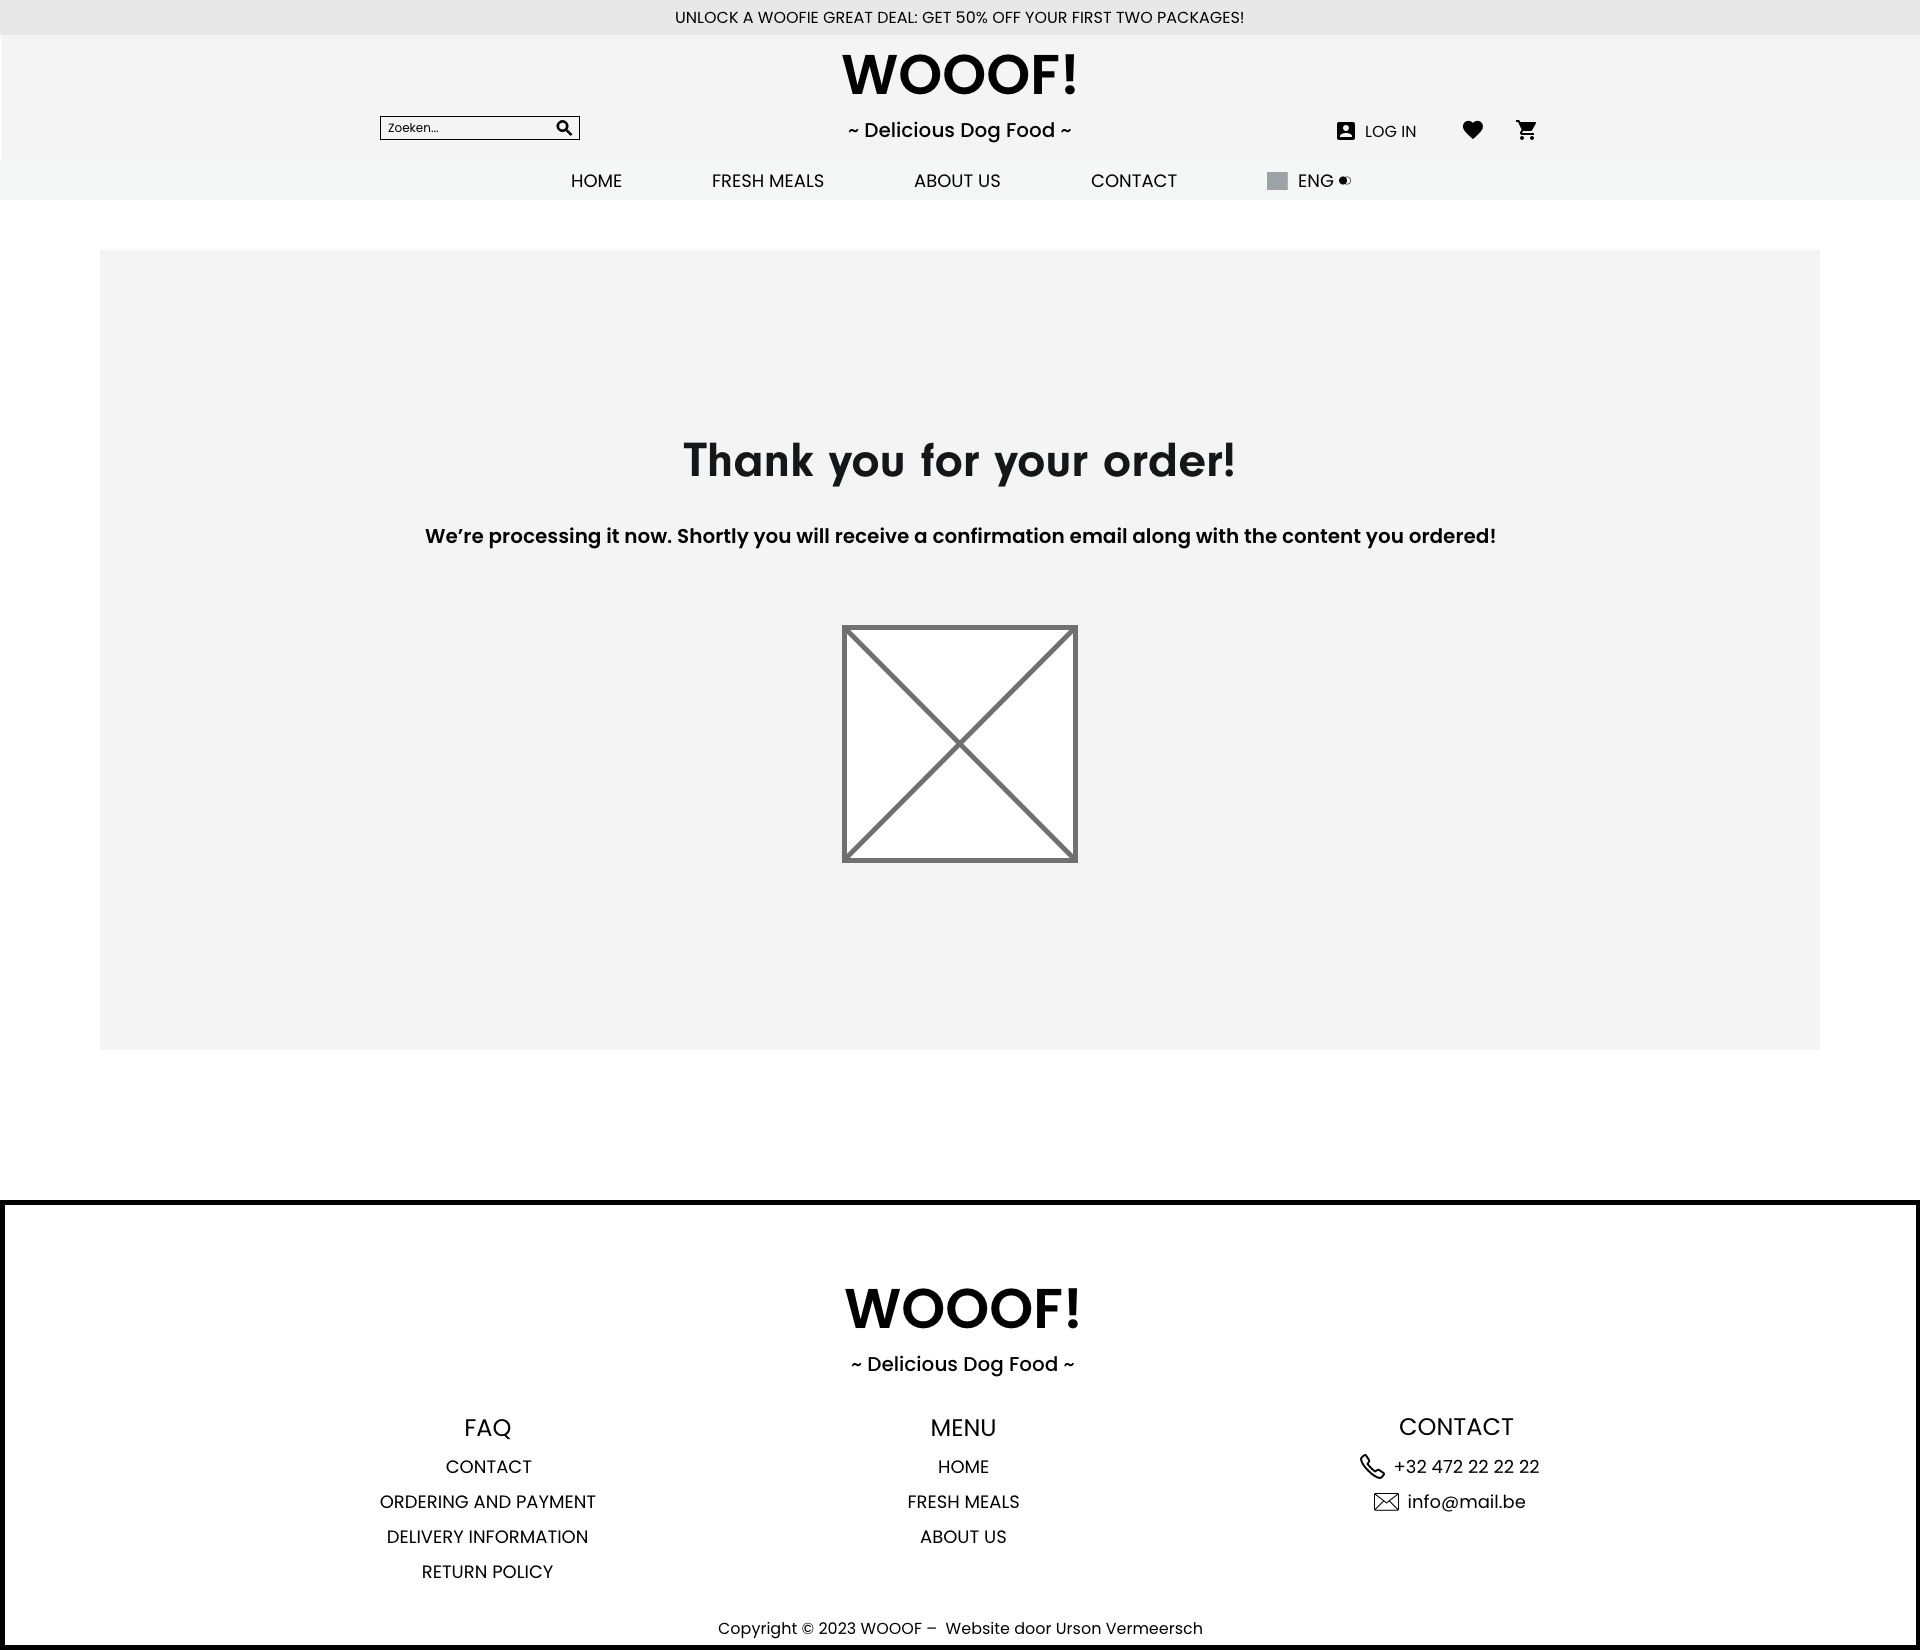 UNLOCK A WOOFIE GREAT DEAL: GET 50% OFF YOUR FIRST TWO PACKAGES!
WOOOF!
Zoeken...
~ Delicious Dog Food ~
LOG IN
HOME FRESH MEALS ABOUT US CONTACT ENG
Thank you for your order!
We’re processing it now. Shortly you will receive a confirmation email along with the content you ordered!
WOOOF!
~ Delicious Dog Food ~
FAQ
CONTACT
ORDERING AND PAYMENT
DELIVERY INFORMATION
RETURN POLICY
MENU
HOME
FRESH MEALS
ABOUT US
CONTACT
+32 472 22 22 22
info@mail.be
Copyright © 2023 WOOOF – Website door Urson Vermeersch